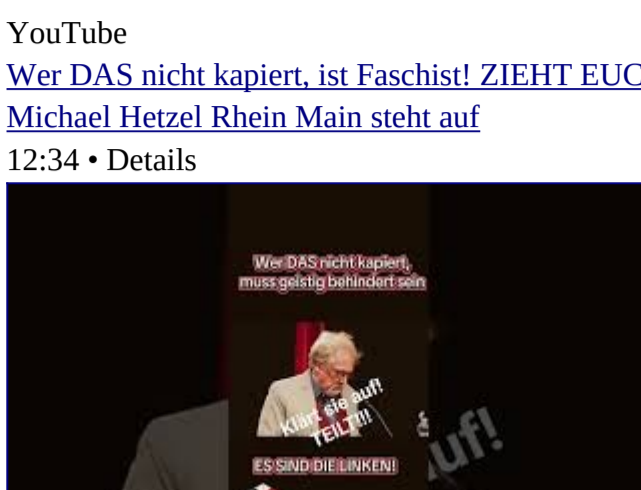 YouTube
Wer DAS nicht kapiert, ist Faschist! ZIEHT EUC
Michael Hetzel Rhein Main steht auf
12:34 • Details
Wer DAS nicht kapiert,
muss geistig behindert sein
Klärt sie auf!
TEILT!!!
uf!
ES SIND DIE LINKEN!